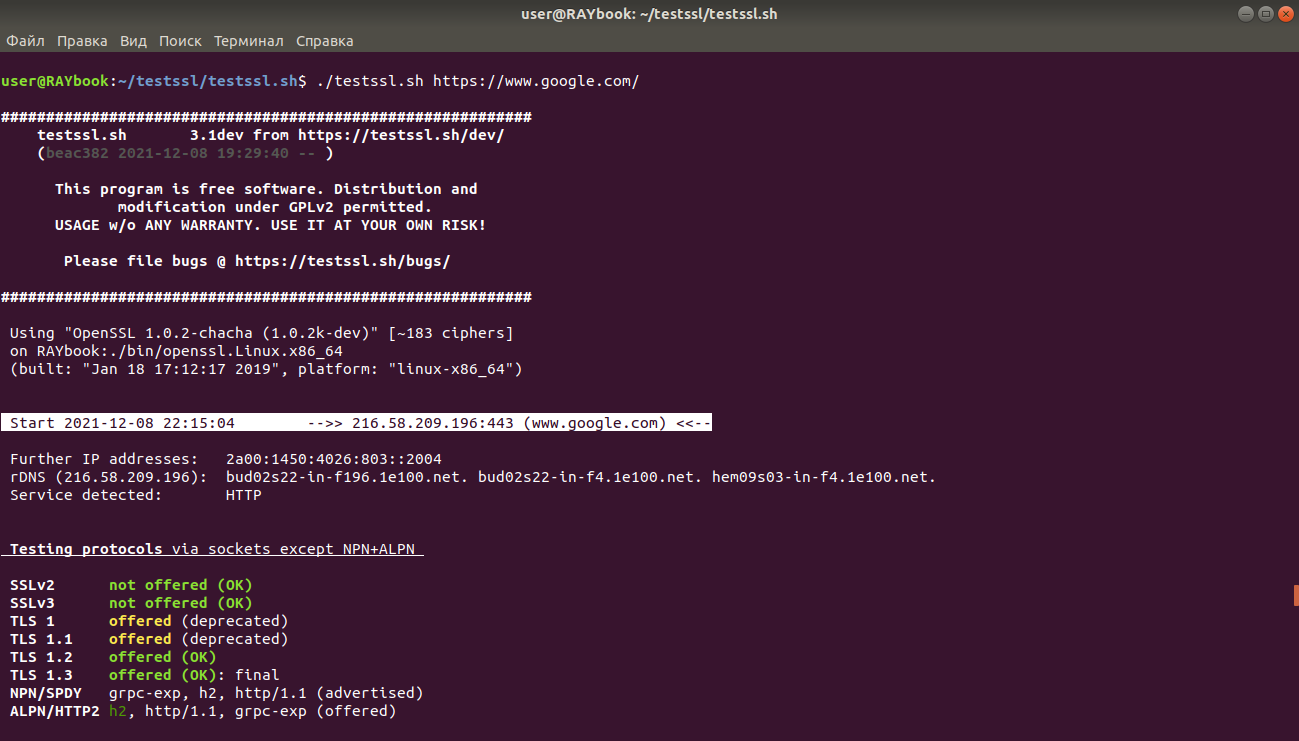 user@RAYbook: ~/testssl/testssl.sh
Файл Правка Вид Поиск Терминал Справка
user@RAYbook:~/testssl/testssl.sh$ ./testssl.sh https://www.google.com/
###########################################################
testssl.sh 3.1dev from https://testssl.sh/dev/
(beac382 2021-12-08 19:29:40 -- )
This program is free software. Distribution and
modification under GPLv2 permitted.
USAGE w/o ANY WARRANTY. USE IT AT YOUR OWN RISK!
Please file bugs @ https://testssl.sh/bugs/
###########################################################
Using "OpenSSL 1.0.2-chacha (1.0.2k-dev)" [~183 ciphers]
on RAYbook:./bin/openssl.Linux.x86_64
(built: "Jan 18 17:12:17 2019", platform: "linux-x86_64")
Start 2021-12-08 22:15:04 -->> 216.58.209.196:443 (www.google.com) <<--
Further IP addresses: 2a00:1450:4026:803::2004
rDNS (216.58.209.196): bud02s22-in-f196.1e100.net. bud02s22-in-f4.1e100.net. hem09s03-in-f4.1e100.net.
Service detected: HTTP
Testing protocols via sockets except NPN+ALPN
SSLv2 not offered (OK)
SSLv3 not offered (OK)
TLS 1 offered (deprecated)
TLS 1.1 offered (deprecated)
TLS 1.2 offered (OK)
TLS 1.3 offered (OK): final
NPN/SPDY grpc-exp, h2, http/1.1 (advertised)
ALPN/HTTP2 h2, http/1.1, grpc-exp (offered)